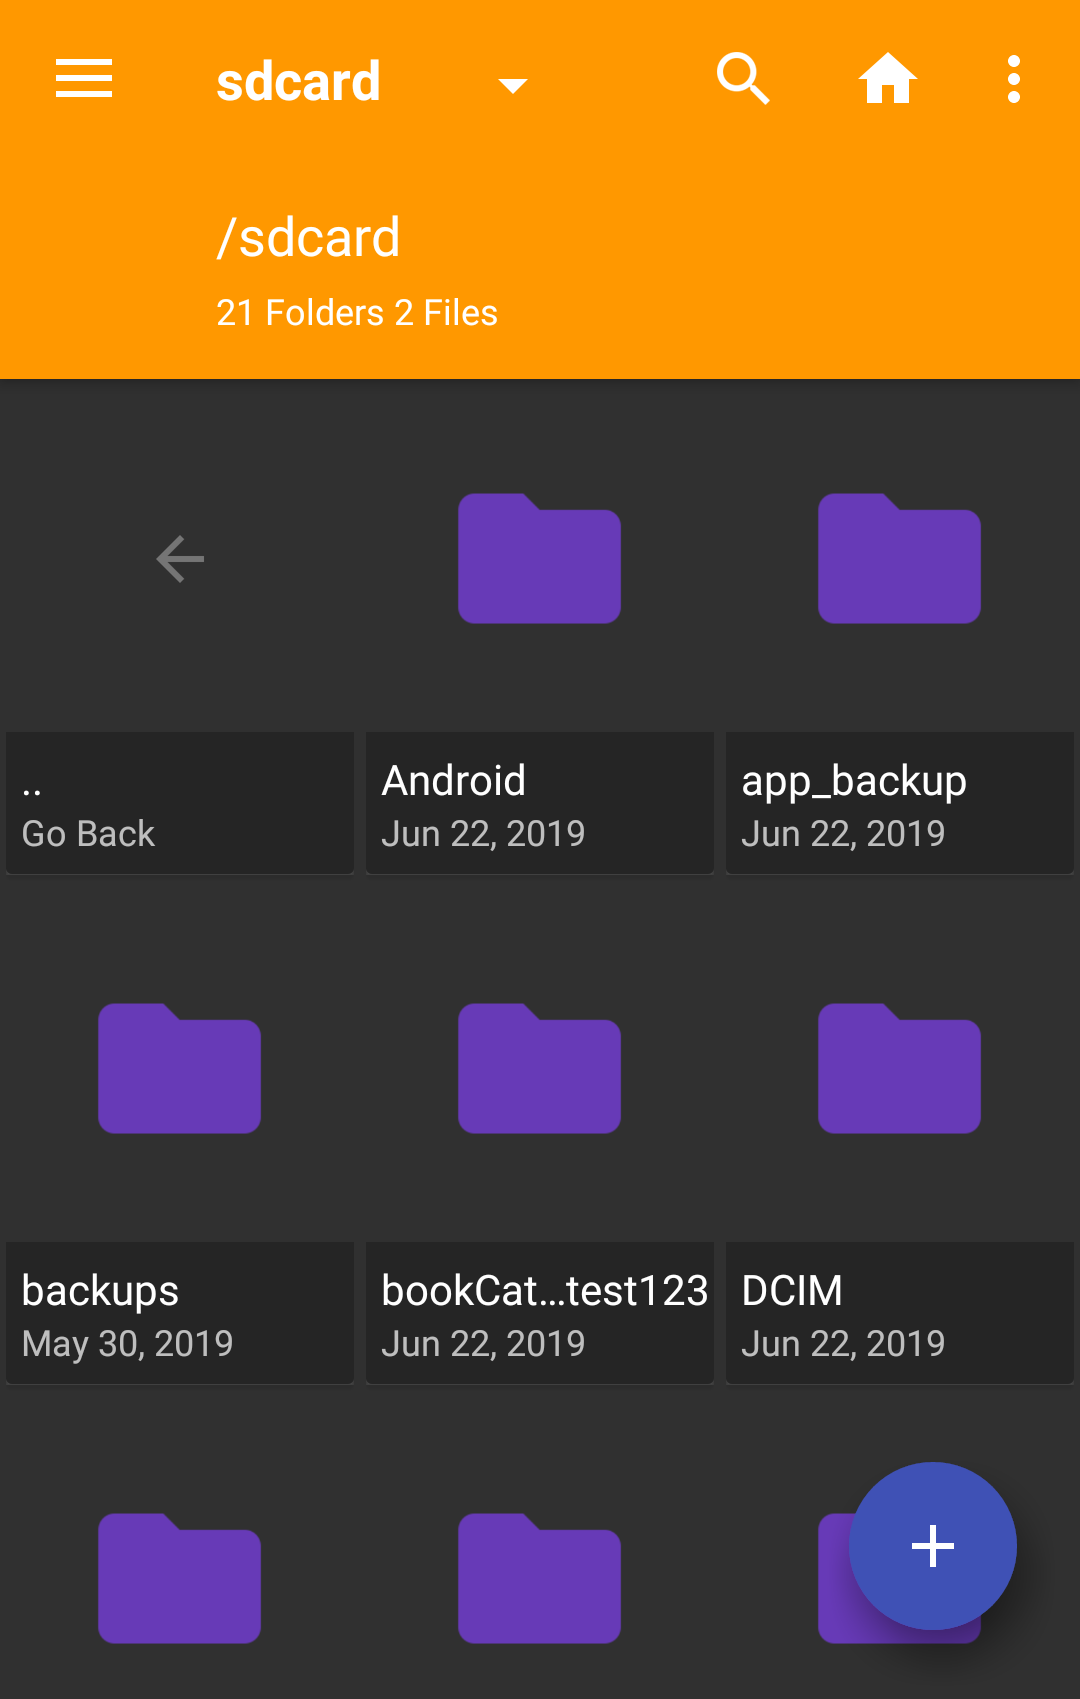 sdcard
/sdcard
21 Folders 2 Files
..
Go Back
Android
Jun 22, 2019
app_backup
Jun 22, 2019
backups
May 30, 2019
bookCat...test123
Jun 22, 2019
DCIM
Jun 22, 2019